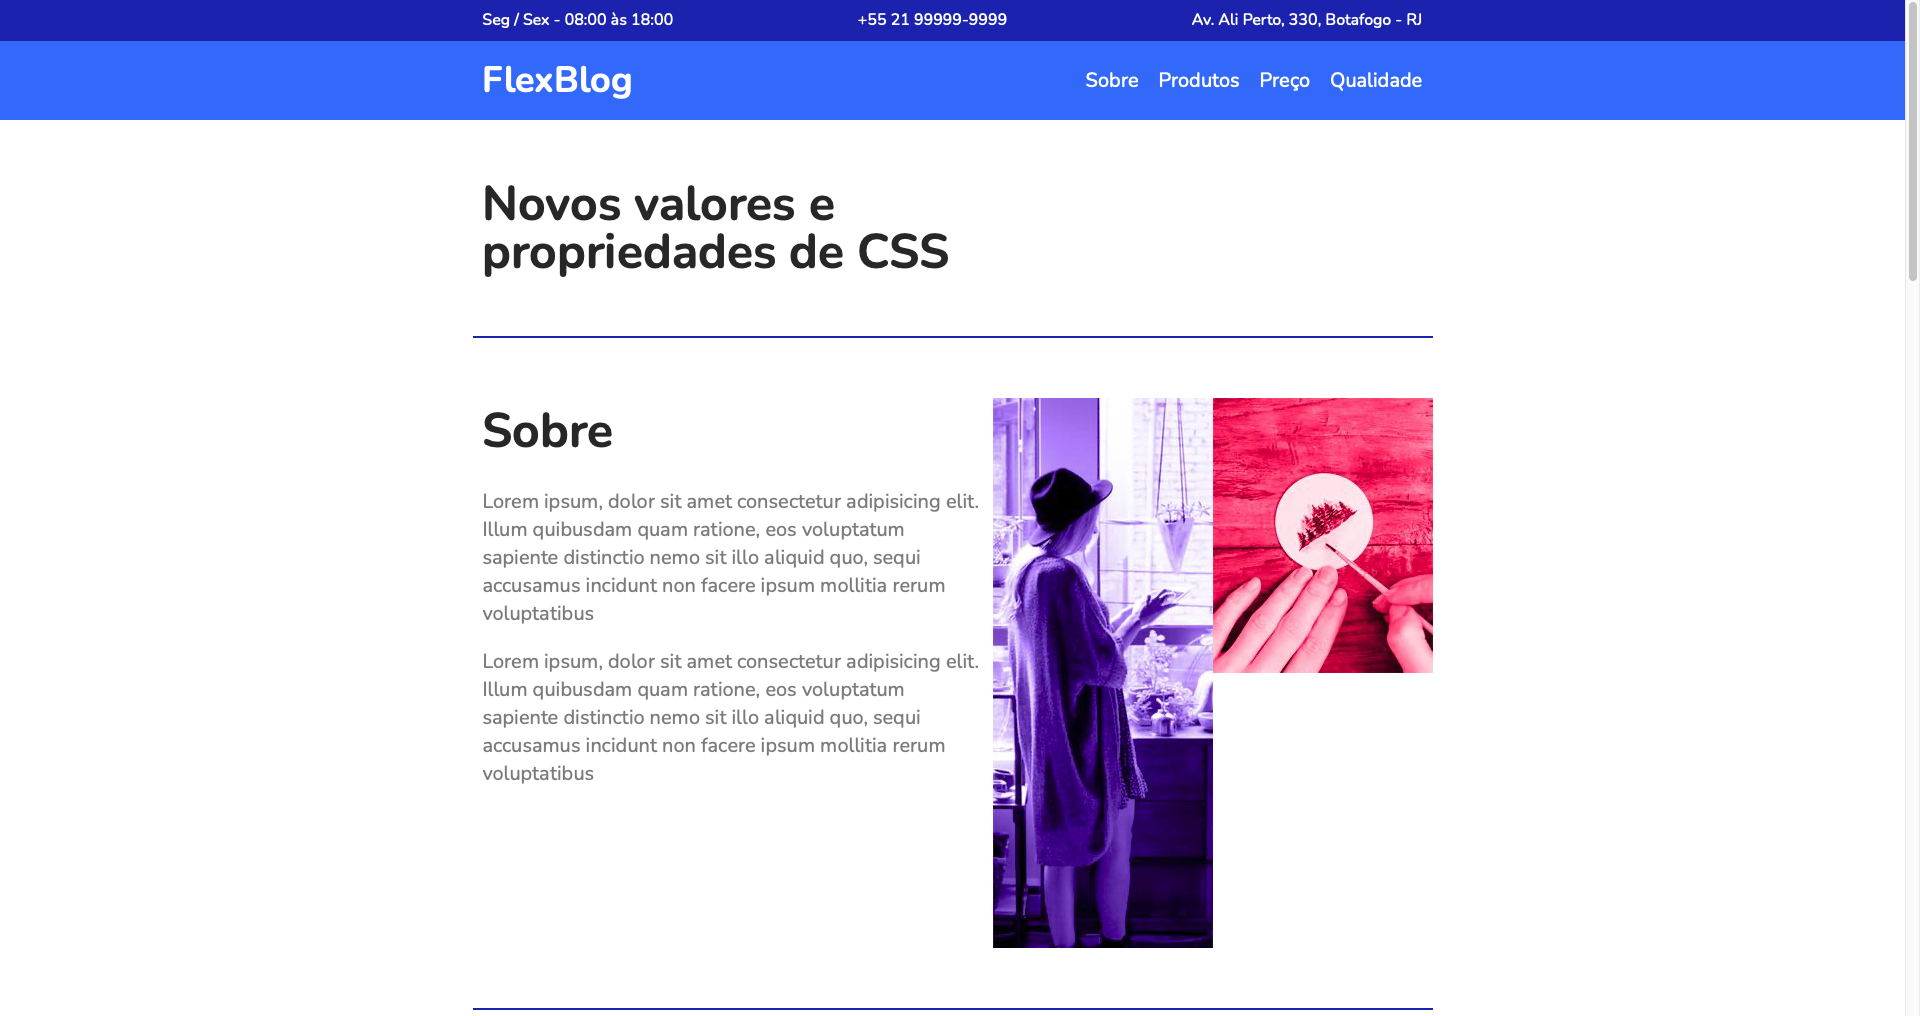 Seg / Sex - 08:00 às 18:00
+55 21 99999-9999
Av. Ali Perto, 330, Botafogo - RJ
FlexBlog
Sobre Produtos Preço Qualidade
Novos valores e
propriedades de CSS
Sobre
Lorem ipsum, dolor sit amet consectetur adipisicing elit.
Illum quibusdam quam ratione, eos voluptatum
sapiente distinctio nemo sit illo aliquid quo, sequi
accusamus incidunt non facere ipsum mollitia rerum
voluptatibus
Lorem ipsum, dolor sit amet consectetur adipisicing elit.
Illum quibusdam quam ratione, eos voluptatum
sapiente distinctio nemo sit illo aliquid quo, sequi
accusamus incidunt non facere ipsum mollitia rerum
voluptatibus